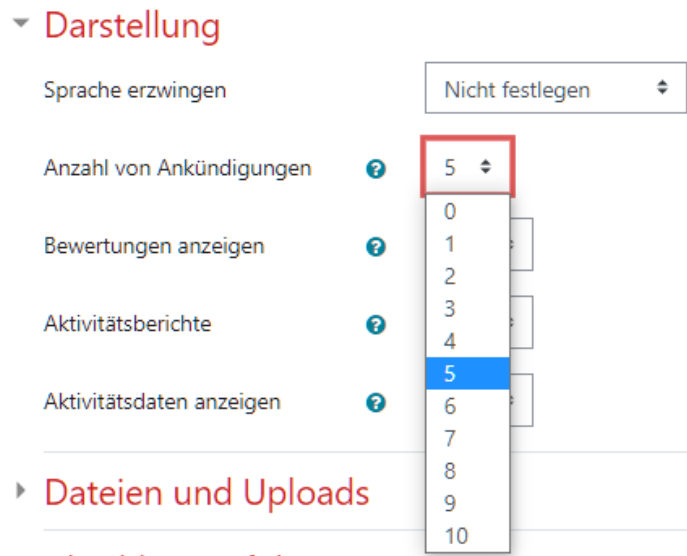 Darstellung
Sprache erzwingen
Nicht festlegen
Anzahl von Ankündigungen
5
0
1
2
3
4
5
6
7
8
9
10
Bewertungen anzeigen
Aktivitätsberichte
Aktivitätsdaten anzeigen
Dateien und Uploads